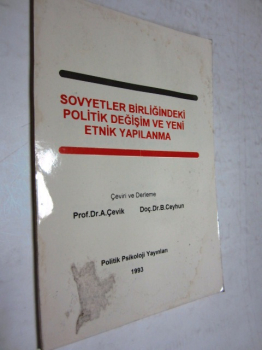 SOVYETLER BİRLİĞİNDEKİ
POLİTİK DEĞİŞİM VE YENİ
ETNİK YAPILANMA
Çeviri ve Derleme
Prof.Dr.A.Çevik Doç.Dr.B.Ceyhun
Politik Psikoloji Yayınları
1993